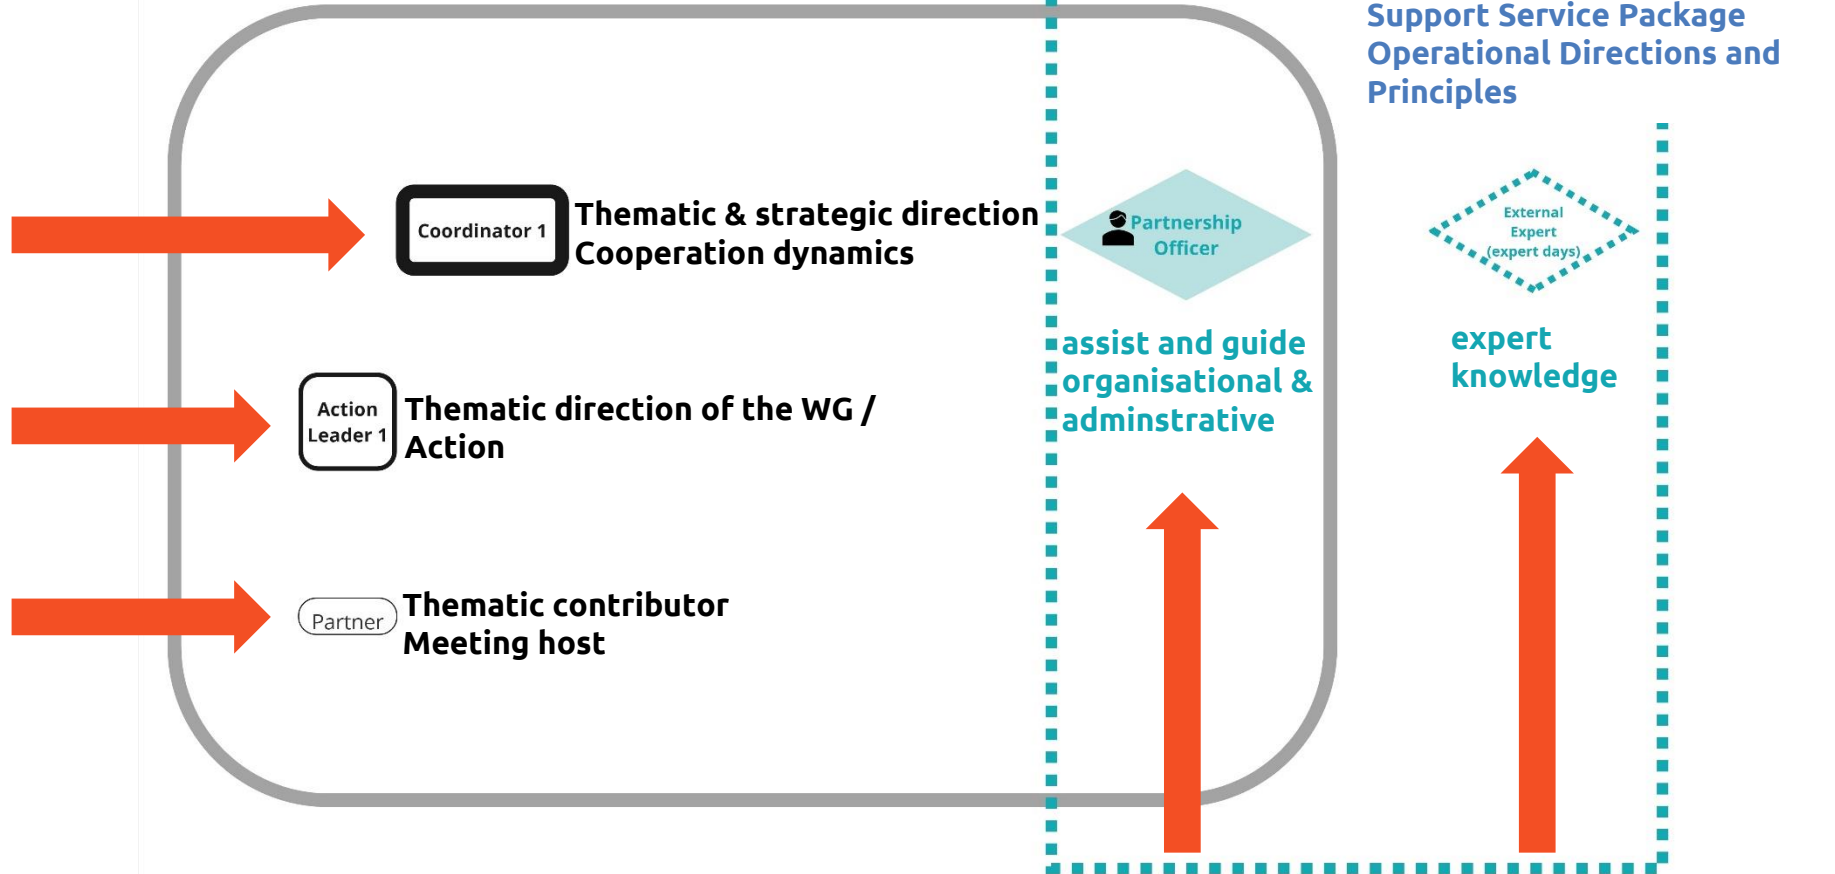 Support Service Package
Operational Directions and
Principles
Coordinator 1
Thematic & strategic direction
Cooperation dynamics
Partnership
Officer
External
Expert
(expert days)
assist and guide
organisational &
adminstrative
expert
knowledge
Action
Leader 1
Thematic direction of the WG /
Action
Partner
Thematic contributor
Meeting host